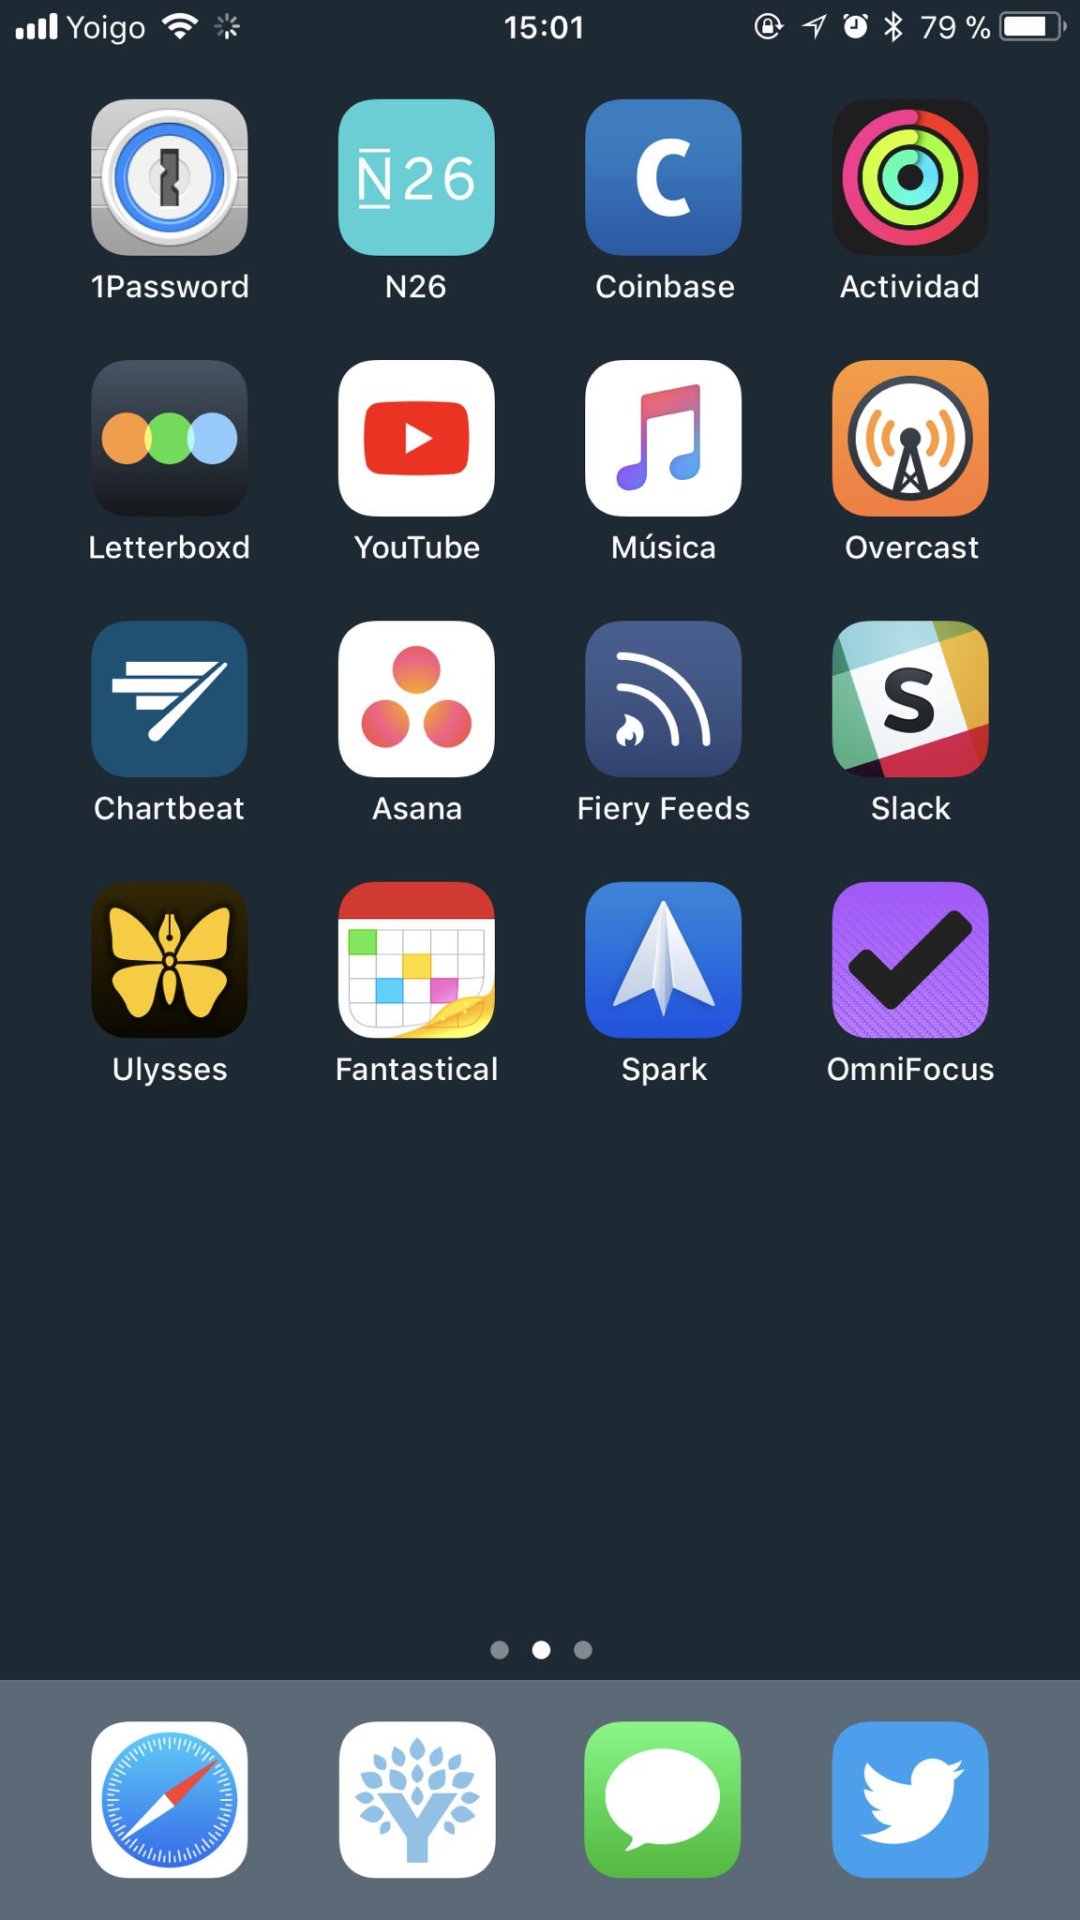 Yoigo 15:01 79 %
N26
C
1Password N26 Coinbase Actividad
Letterboxd YouTube Música Overcast
S
Chartbeat Asana Fiery Feeds Slack
Ulysses Fantastical Spark OmniFocus
Y